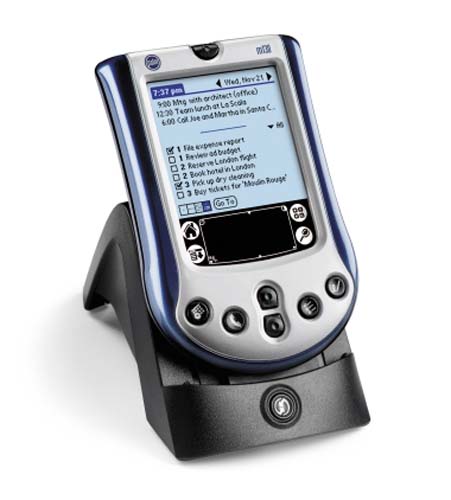 palm
m130
7:37 pm
Wed, Nov 21
9:00 Mtg with architect (office)
12:30 Team lunch at La Scala
6:00 Call Joe and Martha in Santa C...
All
1 File expense report
1 Review ad budget
2 Reserve London flight
2 Book hotel in London
3 Pick up dry cleaning
3 Buy tickets for "Moulin Rouge"
Go To